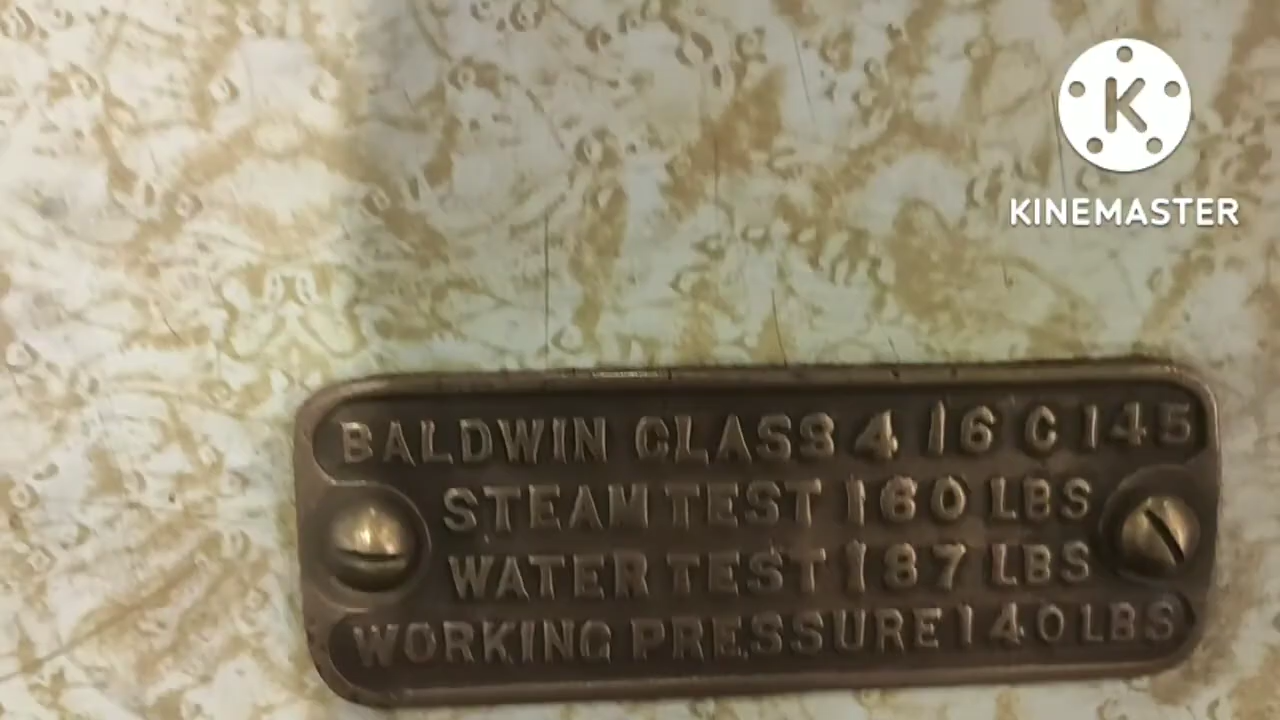 K
KINEMASTER
BALDWIN CLASS 4 16 C 145
STEAM TEST 160 LBS
WATER TEST 187 LBS
WORKING PRESSURE 140 LBS